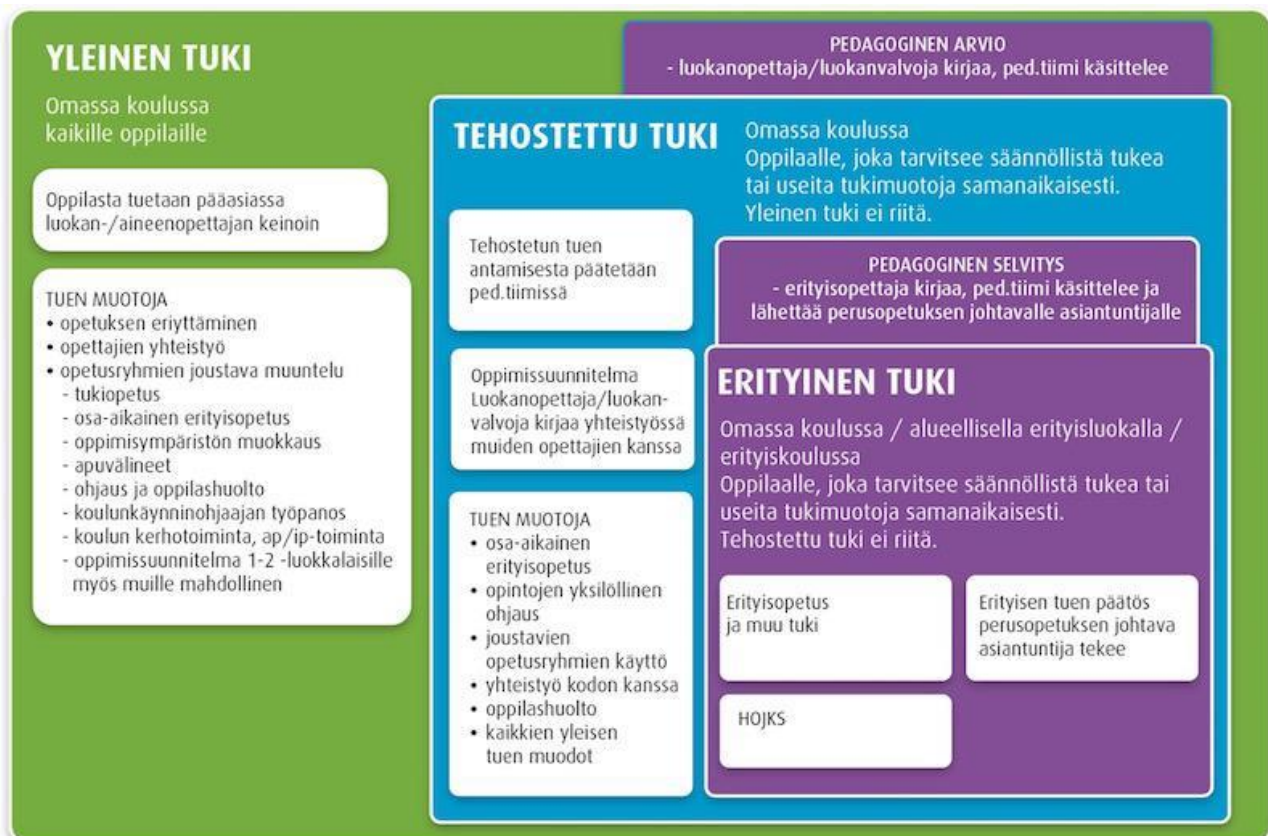 YLEINEN TUKI
Omassa koulussa
kaikille oppilaille
Oppilasta tuetaan pääasiassa
luokan-/aineenopettajan keinoin
TUEN MUOTOJA
• opetuksen eriyttäminen
• opettajien yhteistyö
• opetusryhmien joustava muuntelu
- tukiopetus
- osa-aikainen erityisopetus
- oppimisympäristön muokkaus
- apuvälineet
- ohjaus ja oppilashuolto
- koulunkäynninohjaajan työpanos
- koulun kerhotoiminta, ap/ip-toiminta
- oppimissuunnitelma 1-2 -luokkalaisille
myös muille mahdollinen
PEDAGOGINEN ARVIO
- luokanopettaja/luokanvalvoja kirjaa, ped.tiimi käsittelee
TEHOSTETTU TUKI
Omassa koulussa
Oppilaalle, joka tarvitsee säännöllistä tukea
tai useita tukimuotoja samanaikaisesti.
Yleinen tuki ei riitä.
Tehostetun tuen
antamisesta päätetään
ped.tiimissä
Oppimissuunnitelma
Luokanopettaja/luokan-
valvoja kirjaa yhteistyössä
muiden opettajien kanssa
TUEN MUOTOJA
• osa-aikainen
erityisopetus
• opintojen yksilöllinen
ohjaus
• joustavien
opetusryhmien käyttö
• yhteistyö kodon kanssa
• oppilashuolto
• kaikkien yleisen
tuen muodot
PEDAGOGINEN SELVITYS
- erityisopettaja kirjaa, ped.tiimi käsittelee ja
lähettää perusopetuksen johtavalle asiantuntijalle
ERITYINEN TUKI
Omassa koulussa / alueellisella erityisluokalla /
erityiskoulussa
Oppilaalle, joka tarvitsee säännöllistä tukea tai
useita tukimuotoja samanaikaisesti.
Tehostettu tuki ei riitä.
Erityisopetus
ja muu tuki
Erityisen tuen päätös
perusopetuksen johtava
asiantuntija tekee
HOJKS